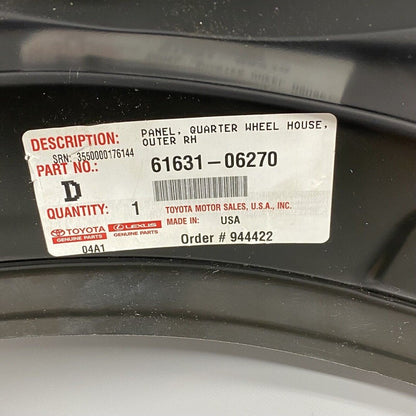 DESCRIPTION: PANEL, QUARTER WHEEL HOUSE,
OUTER RH
SRN: 3550000176144
PART NO.: 61631-06270
D
QUANTITY: 1 TOYOTA MOTOR SALES, U.S.A., INC.
MADE IN: USA
TOYOTA LEXUS
GENUINE PARTS GENUINE PARTS
04A1 Order # 944422